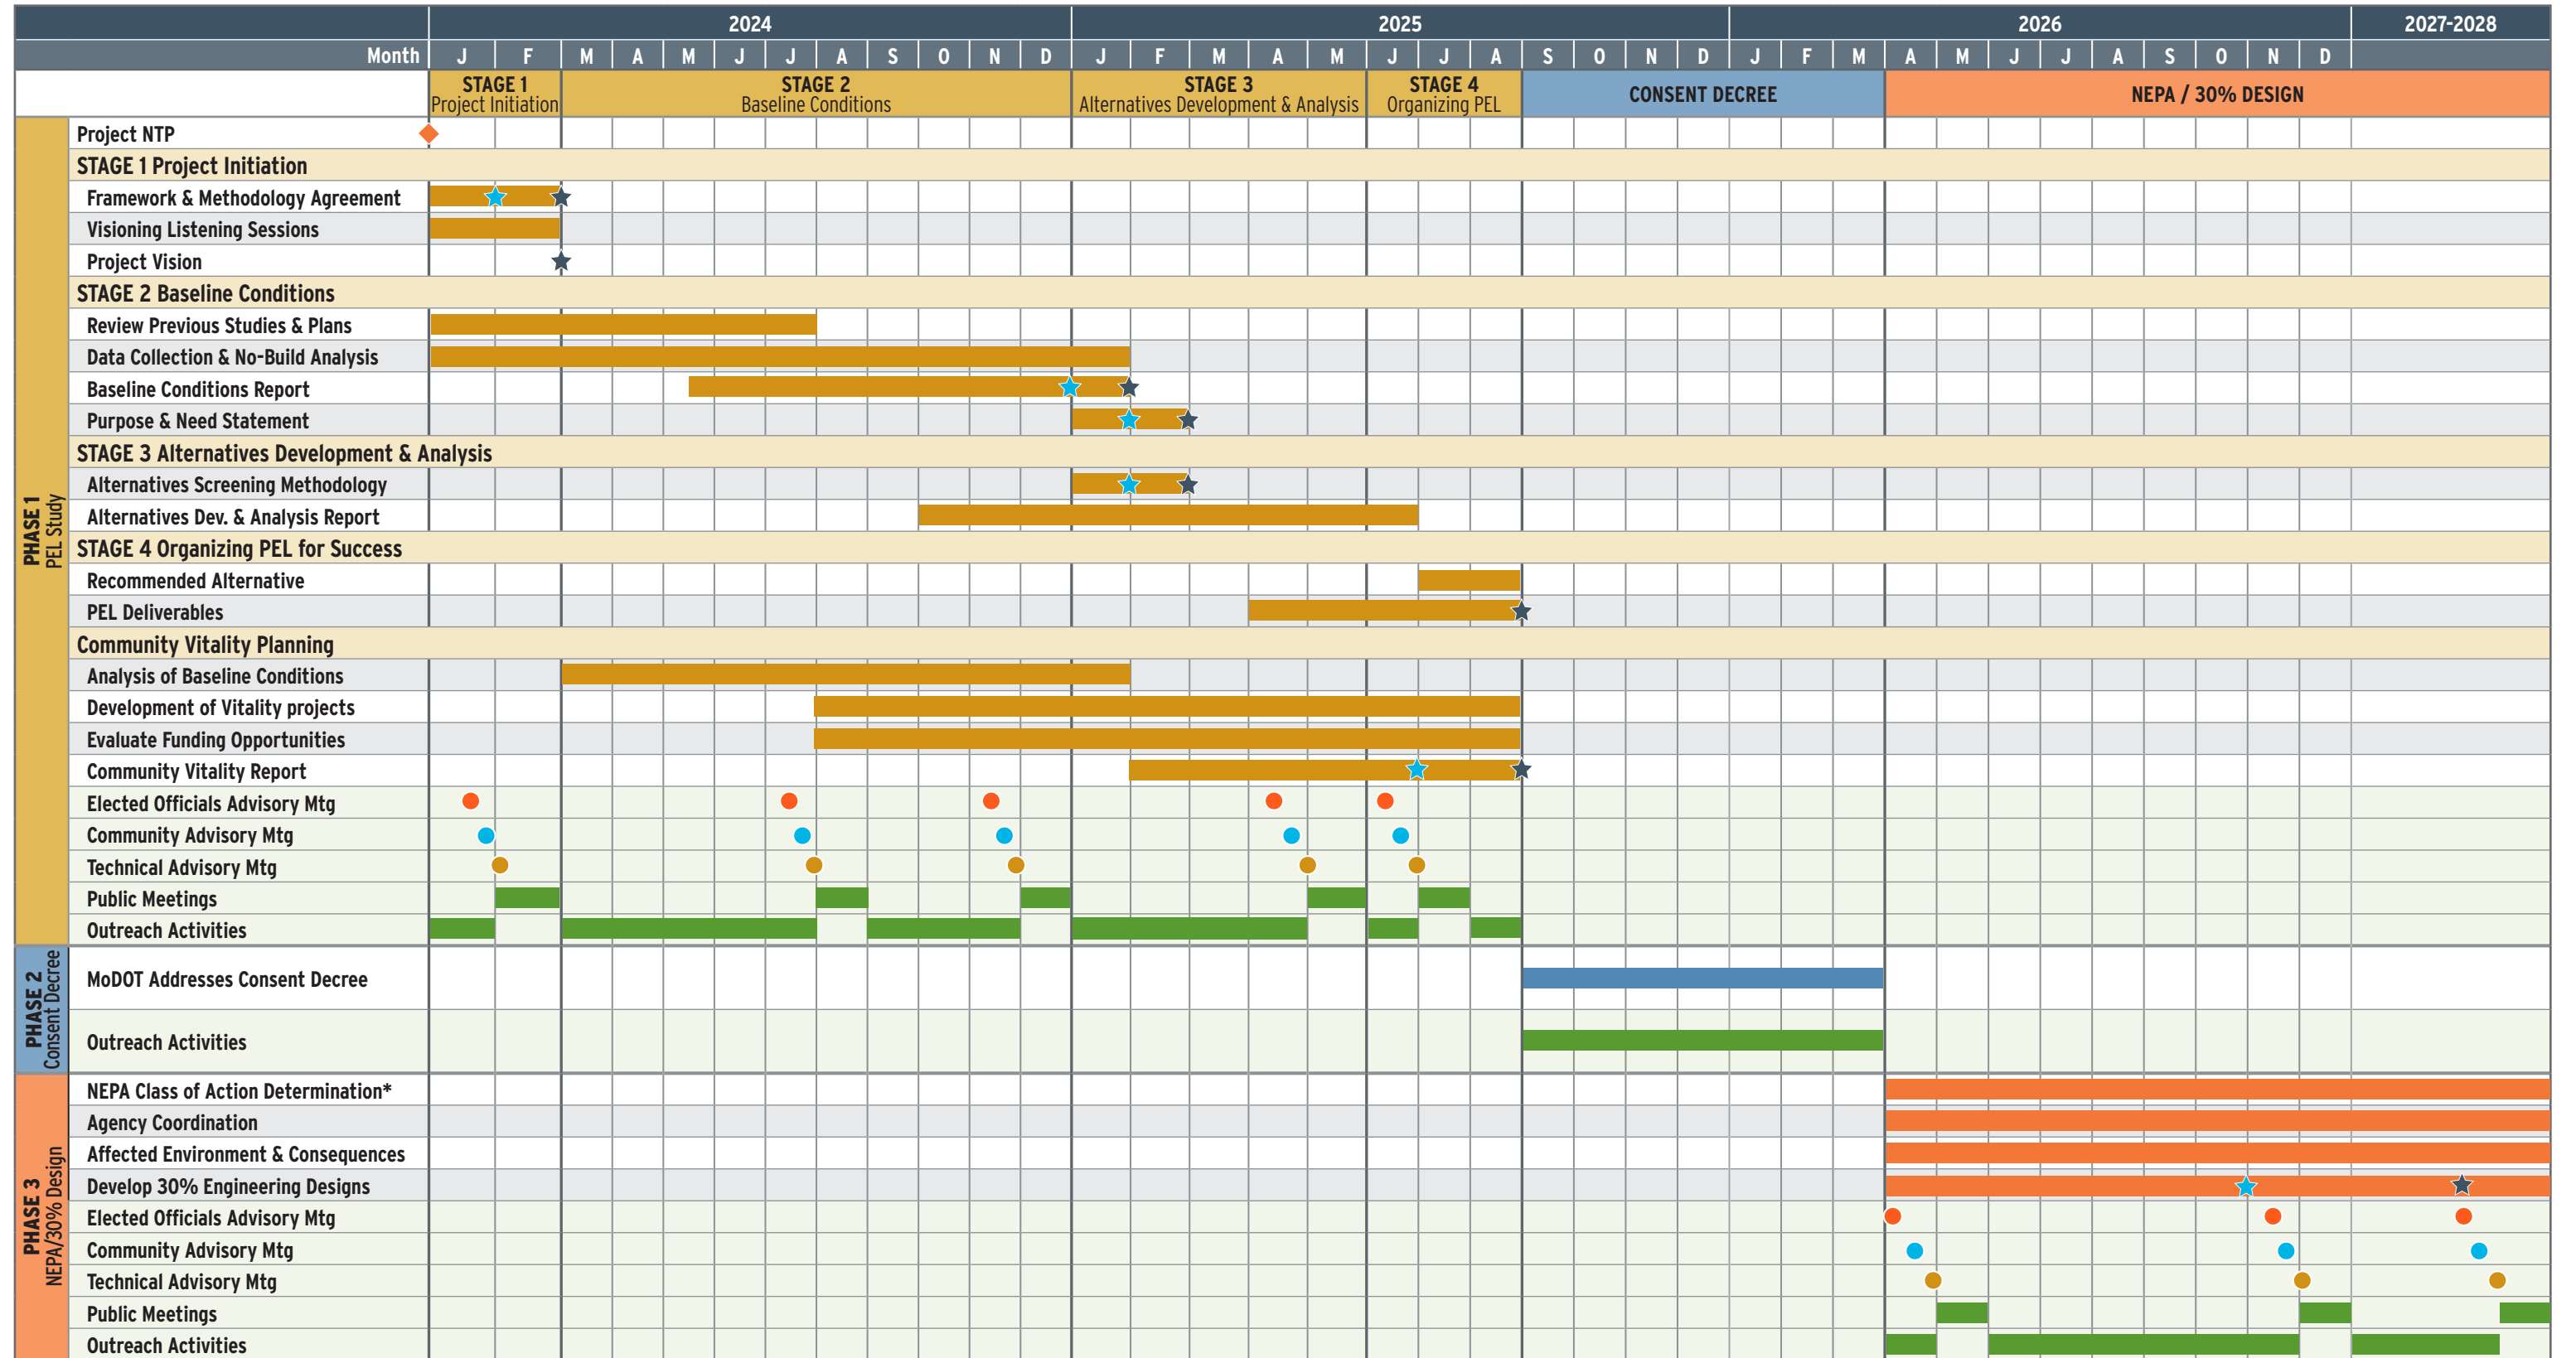 2024 2025 2026 2027-2028
Month J F M A M J J A S O N D J F M A M J J A S O N D J F M A M J J A S O N D
STAGE 1 STAGE 2 STAGE 3 STAGE 4 CONSENT DECREE NEPA / 30% DESIGN
Project Initiation Baseline Conditions Alternatives Development & Analysis Organizing PEL
PHASE 1
PEL Study
Project NTP
STAGE 1 Project Initiation
Framework & Methodology Agreement
Visioning Listening Sessions
Project Vision
STAGE 2 Baseline Conditions
Review Previous Studies & Plans
Data Collection & No-Build Analysis
Baseline Conditions Report
Purpose & Need Statement
STAGE 3 Alternatives Development & Analysis
Alternatives Screening Methodology
Alternatives Dev. & Analysis Report
STAGE 4 Organizing PEL for Success
Recommended Alternative
PEL Deliverables
Community Vitality Planning
Analysis of Baseline Conditions
Development of Vitality projects
Evaluate Funding Opportunities
Community Vitality Report
Elected Officials Advisory Mtg
Community Advisory Mtg
Technical Advisory Mtg
Public Meetings
Outreach Activities
PHASE 2
Consent Decree
MoDOT Addresses Consent Decree
Outreach Activities
PHASE 3
NEPA/30% Design
NEPA Class of Action Determination*
Agency Coordination
Affected Environment & Consequences
Develop 30% Engineering Designs
Elected Officials Advisory Mtg
Community Advisory Mtg
Technical Advisory Mtg
Public Meetings
Outreach Activities